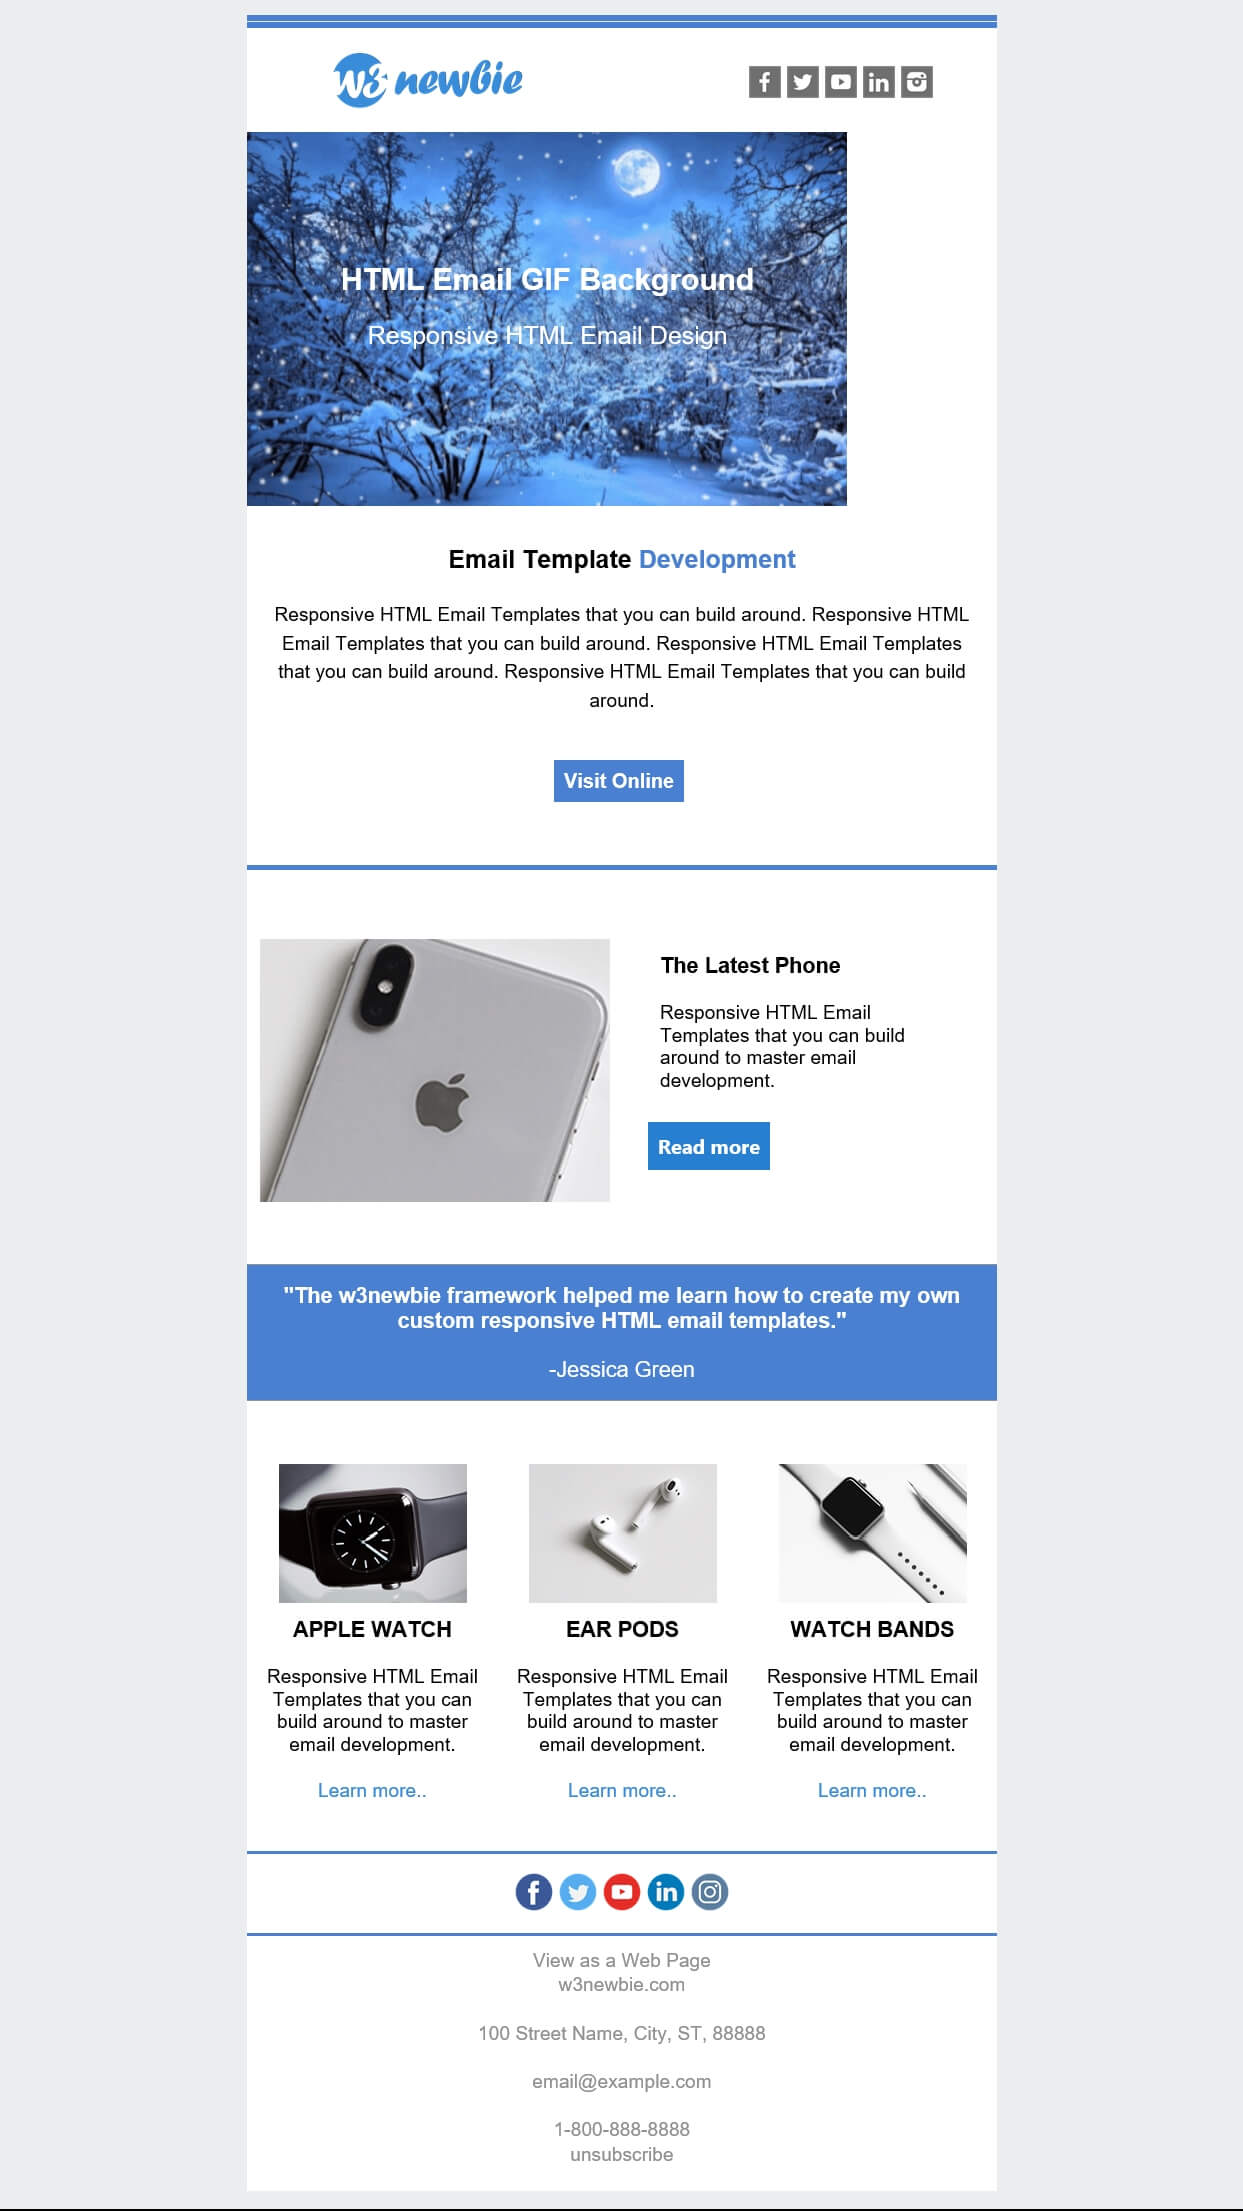 w3 newbie
HTML Email GIF Background
Responsive HTML Email Design
Email Template Development
Responsive HTML Email Templates that you can build around. Responsive HTML
Email Templates that you can build around. Responsive HTML Email Templates
that you can build around. Responsive HTML Email Templates that you can build
around.
Visit Online
The Latest Phone
Responsive HTML Email
Templates that you can build
around to master email
development.
Read more
"The w3newbie framework helped me learn how to create my own
custom responsive HTML email templates."
-Jessica Green
APPLE WATCH
Responsive HTML Email
Templates that you can
build around to master
email development.
Learn more..
EAR PODS
Responsive HTML Email
Templates that you can
build around to master
email development.
Learn more..
WATCH BANDS
Responsive HTML Email
Templates that you can
build around to master
email development.
Learn more..
View as a Web Page
w3newbie.com
100 Street Name, City, ST, 88888
email@example.com
1-800-888-8888
unsubscribe